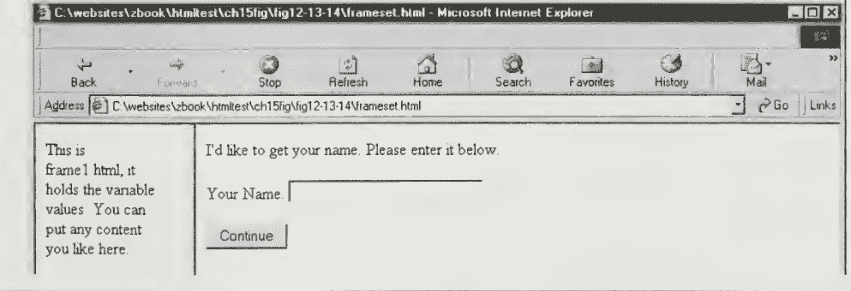 C:\websites\zbook\htmltest\ch15fig\fig12-13-14\frameset.html - Microsoft Internet Explorer
Back Forward Stop Refresh Home Search Favorites History Mail »
Address C:\websites\zbook\htmltest\ch15fig\fig12-13-14\frameset.html Go Links
This is
frame1 html, it
holds the variable
values You can
put any content
you like here.
I'd like to get your name. Please enter it below.
Your Name.
Continue